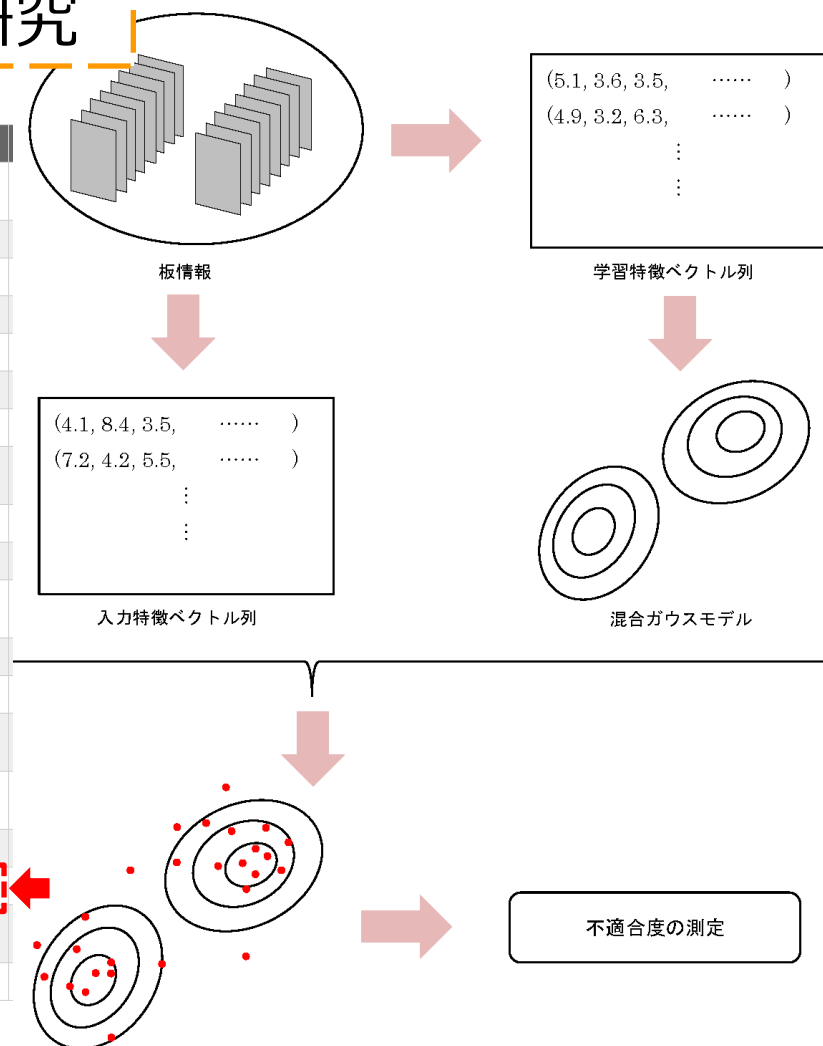 究
(5.1, 3.6, 3.5, …… )
(4.9, 3.2, 6.3, …… )
⋮
⋮
板情報
学習特徴ベクトル列
(4.1, 8.4, 3.5, …… )
(7.2, 4.2, 5.5, …… )
⋮
⋮
入力特徴ベクトル列
混合ガウスモデル
不適合度の測定